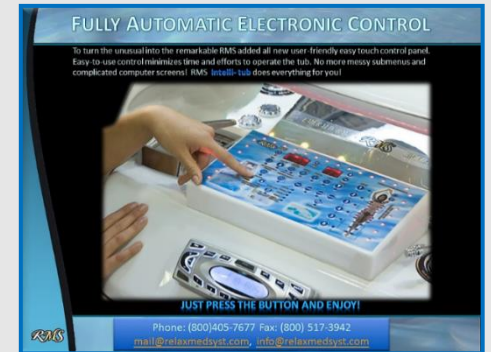 FULLY AUTOMATIC ELECTRONIC CONTROL
To turn the unusual into the remarkable RMS added all new user-friendly easy touch control panel.
Easy-to-use control minimizes time and efforts to operate the tub. No more messy submenus and
complicated computer screens! RMS Intelli-tub does everything for you!
RMS
JUST PRESS THE BUTTON AND ENJOY!
RMS
Phone: (800)405-7677 Fax: (800) 517-3942
mail@relaxmedsyst.com, info@relaxmedsyst.com